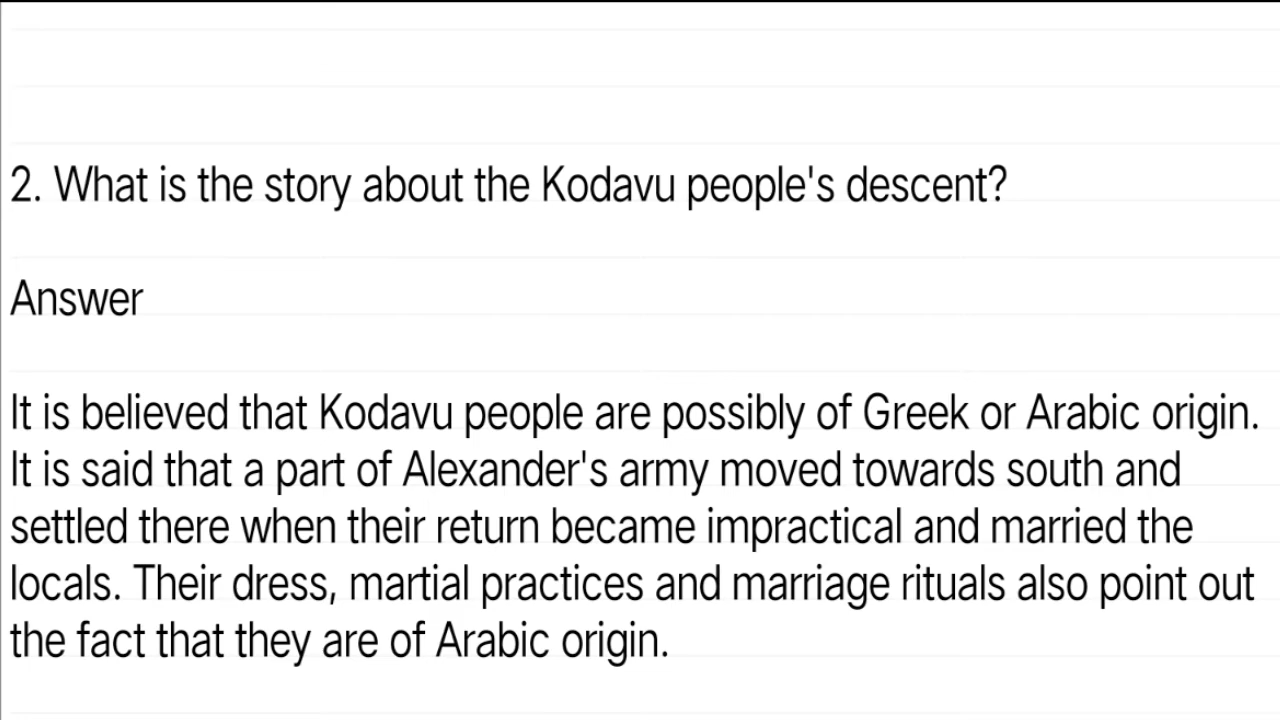 2. What is the story about the Kodavu people's descent?
Answer
It is believed that Kodavu people are possibly of Greek or Arabic origin.
It is said that a part of Alexander's army moved towards south and
settled there when their return became impractical and married the
locals. Their dress, martial practices and marriage rituals also point out
the fact that they are of Arabic origin.